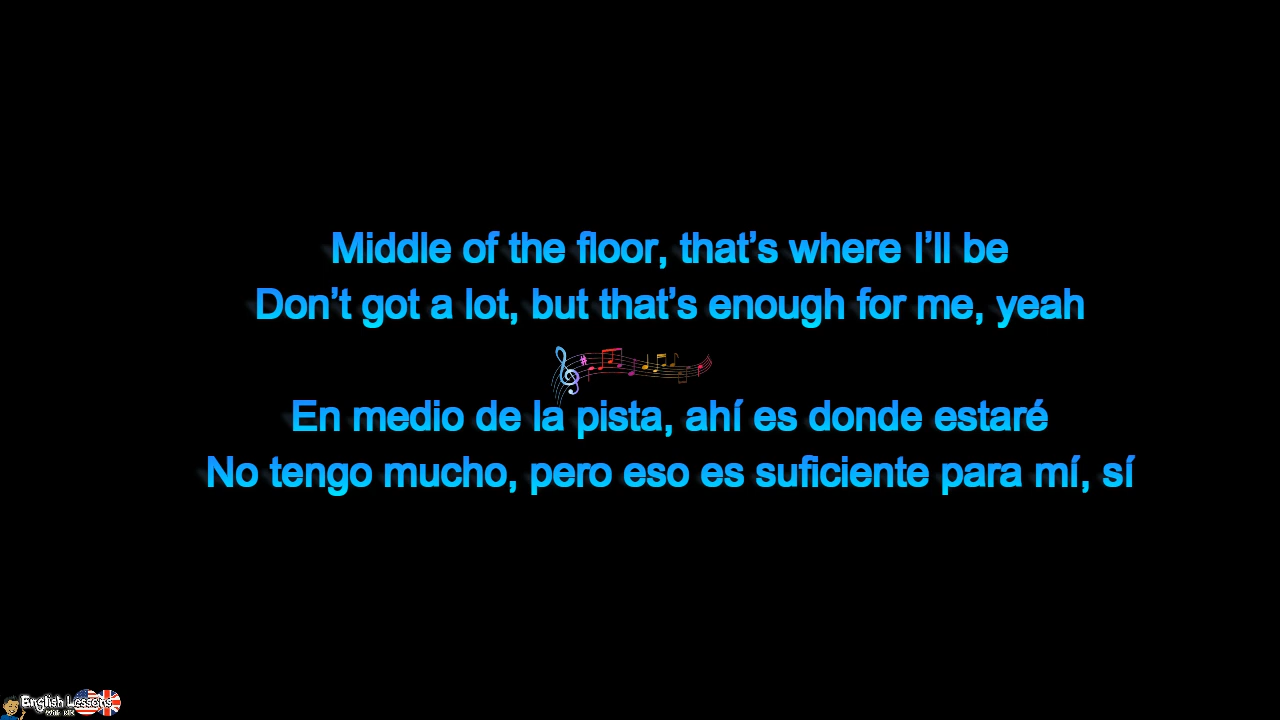 Middle of the floor, that’s where I’ll be
Don’t got a lot, but that’s enough for me, yeah
En medio de la pista, ahí es donde estaré
No tengo mucho, pero eso es suficiente para mí, sí
English Lessons